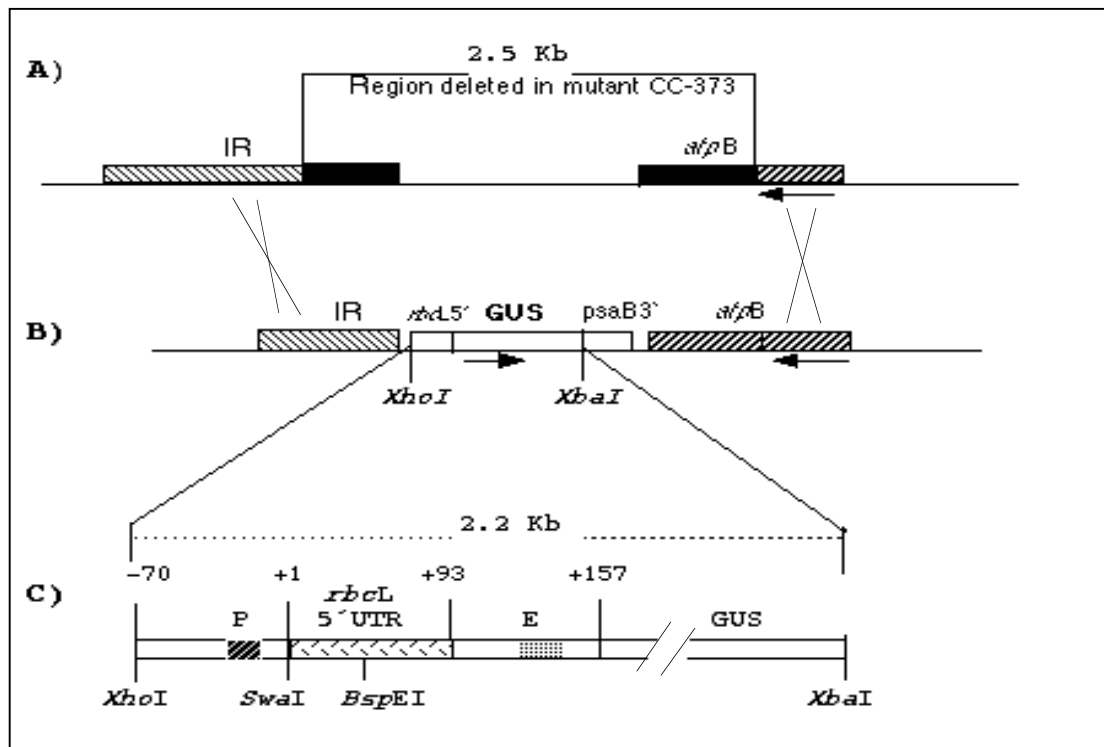 A)
2.5 Kb
Region deleted in mutant CC-373
IR atpB
B)
IR rbcL5´ GUS psaB3` atpB
XhoI XbaI
2.2 Kb
-70 +1 +93 +157
C)
rbcL
P 5´UTR E GUS
XhoI SwaI BspEI XbaI